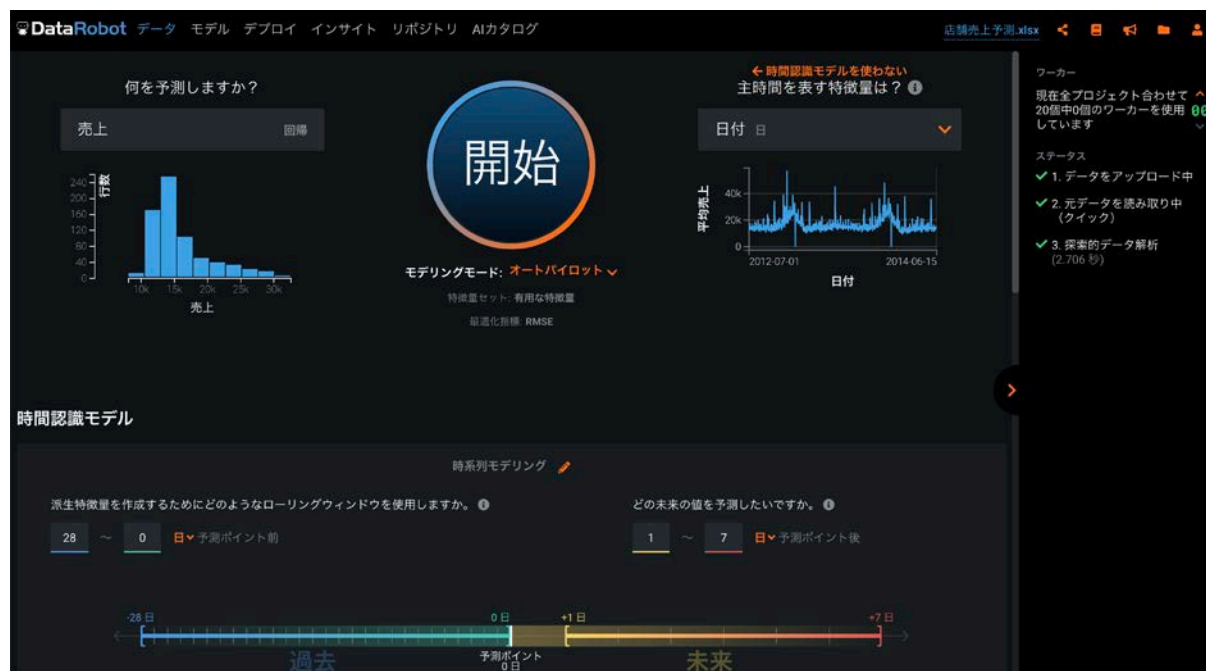 DataRobot データ モデル デプロイ インサイト リポジトリ AIカタログ 店舗売上予測.xlsx
何を予測しますか？
売上 回帰
行数
240
200
160
120
80
40
0
10k 15k 20k 25k 30k
売上
開始
モデリングモード: オートパイロット
特徴量セット: 有用な特徴量
最適化指標: RMSE
←時間認識モデルを使わない
主時間を表す特徴量は？
日付 日
平均売上
40k
20k
0
2012-07-01 2014-06-15
日付
ワーカー
現在全プロジェクト合わせて
20個中0個のワーカーを使用
しています
ステータス
1. データをアップロード中
2. 元データを読み取り中
（クイック）
3. 探索的データ解析
(2.706 秒)
時間認識モデル
時系列モデリング
派生特徴量を作成するためにどのようなローリングウィンドウを使用しますか。
28 ～ 0 日 予測ポイント前
どの未来の値を予測したいですか。
1 ～ 7 日 予測ポイント後
-28 日 0 日 +1 日 +7 日
過去 予測ポイント 未来
0 日